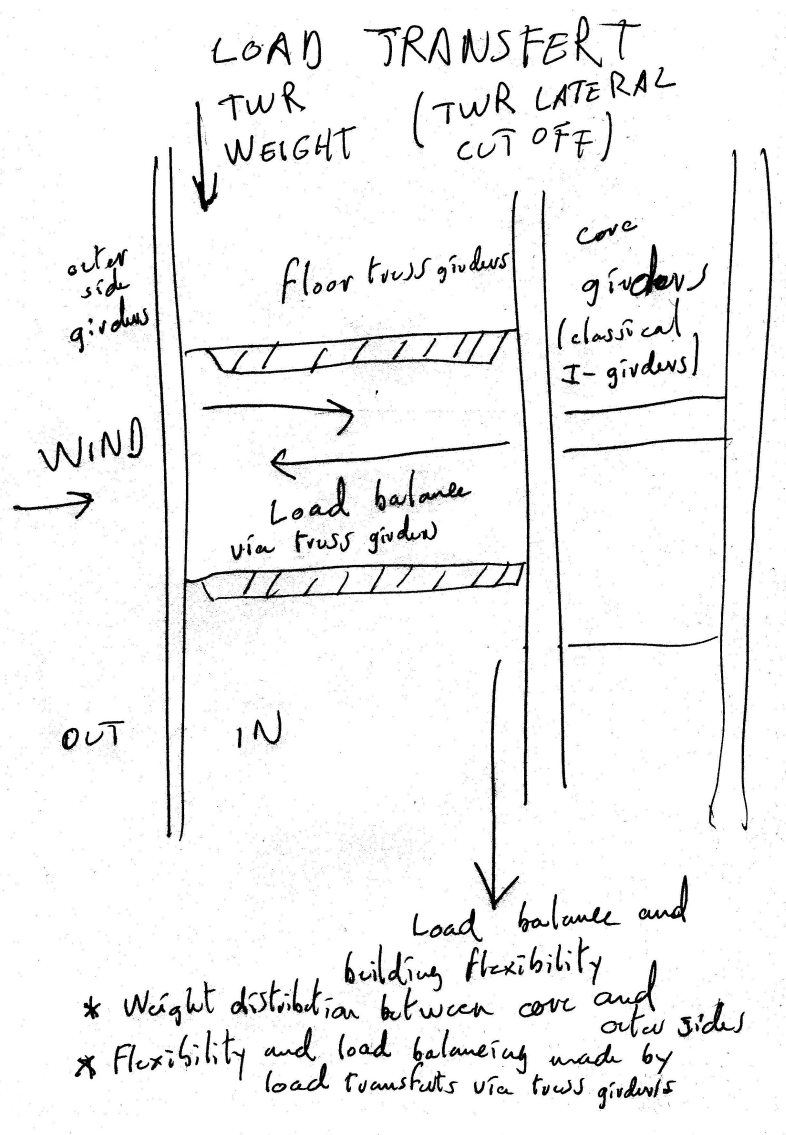 LOAD TRANSFERT
TWR
WEIGHT
(TWR LATERAL
CUT OFF)
outer
side
girders
floor truss girders
core
girders
(classical
I-girders)
WIND
Load balance
via truss girders
OUT
IN
Load balance and
building flexibility
* Weight distribution between core and
outer sides
* Flexibility and load balancing made by
load transferts via truss girders